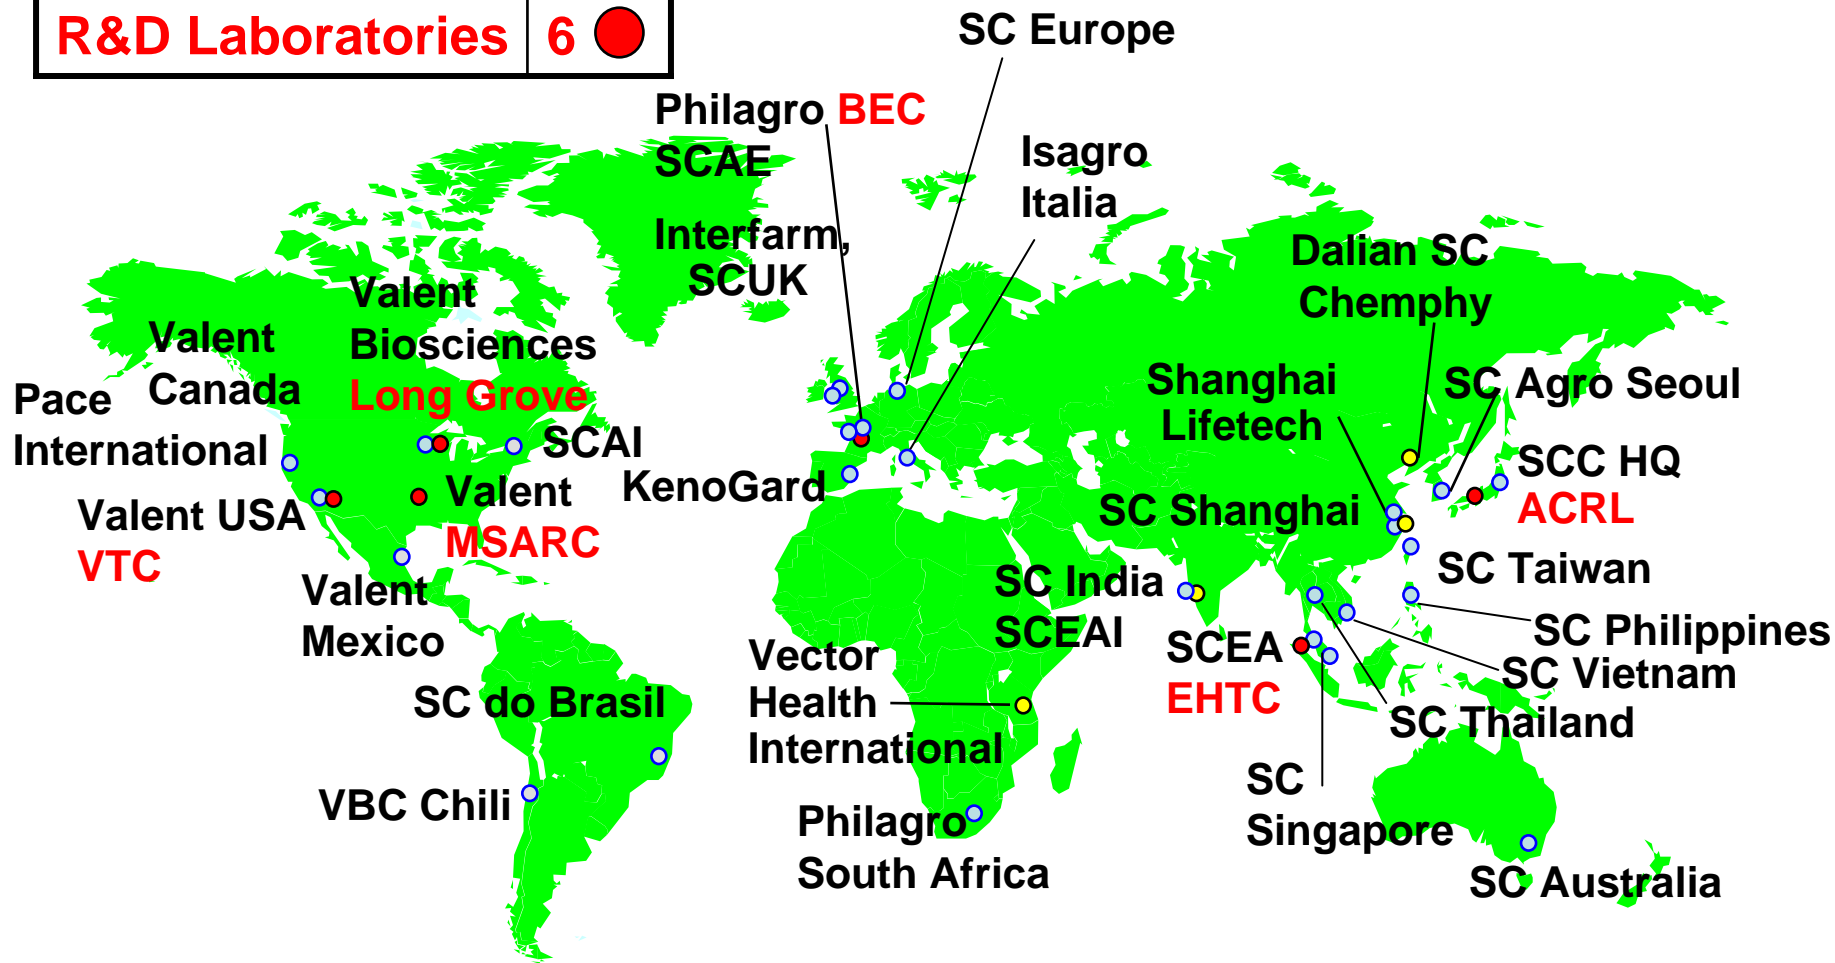 R&D Laboratories 6
SC Europe
Philagro BEC
SCAE
Isagro
Italia
Interfarm,
SCUK
Dalian SC
Chemphy
Valent
Biosciences
Long Grove
Valent
Canada
Pace
International
Shanghai
Lifetech
SC Agro Seoul
SCAI
KenoGard
SCC HQ
ACRL
Valent USA
VTC
Valent
MSARC
SC Shanghai
SC Taiwan
Valent
Mexico
SC India
SCEAI
SC Philippines
SCEA
EHTC
SC Vietnam
Vector
Health
International
SC do Brasil
SC Thailand
VBC Chili
SC
Singapore
Philagro
South Africa
SC Australia